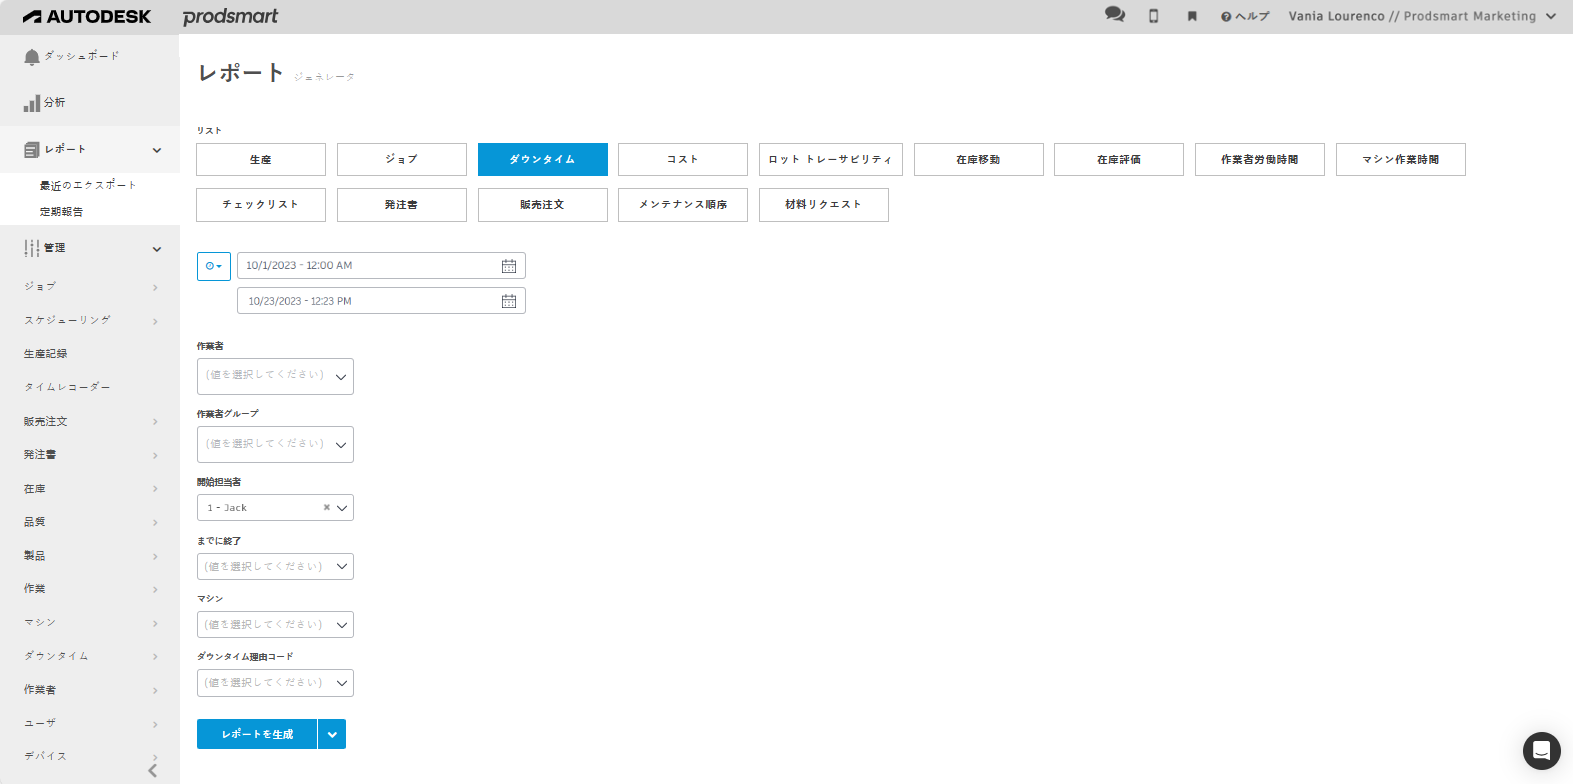 AUTODESK prodsmart ヘルプ Vania Lourenco // Prodsmart Marketing
ダッシュボード
分析
レポート
最近のエクスポート
定期報告
管理
ジョブ
スケジューリング
生産記録
タイムレコーダー
販売注文
発注書
在庫
品質
製品
作業
マシン
ダウンタイム
作業者
ユーザ
デバイス
レポート ジェネレータ
リスト
生産 ジョブ ダウンタイム コスト ロット トレーサビリティ 在庫移動 在庫評価 作業者労働時間 マシン作業時間
チェックリスト 発注書 販売注文 メンテナンス順序 材料リクエスト
10/1/2023 - 12:00 AM
10/23/2023 - 12:23 PM
作業者
(値を選択してください)
作業者グループ
(値を選択してください)
開始担当者
1 - Jack
までに終了
(値を選択してください)
マシン
(値を選択してください)
ダウンタイム理由コード
(値を選択してください)
レポートを生成